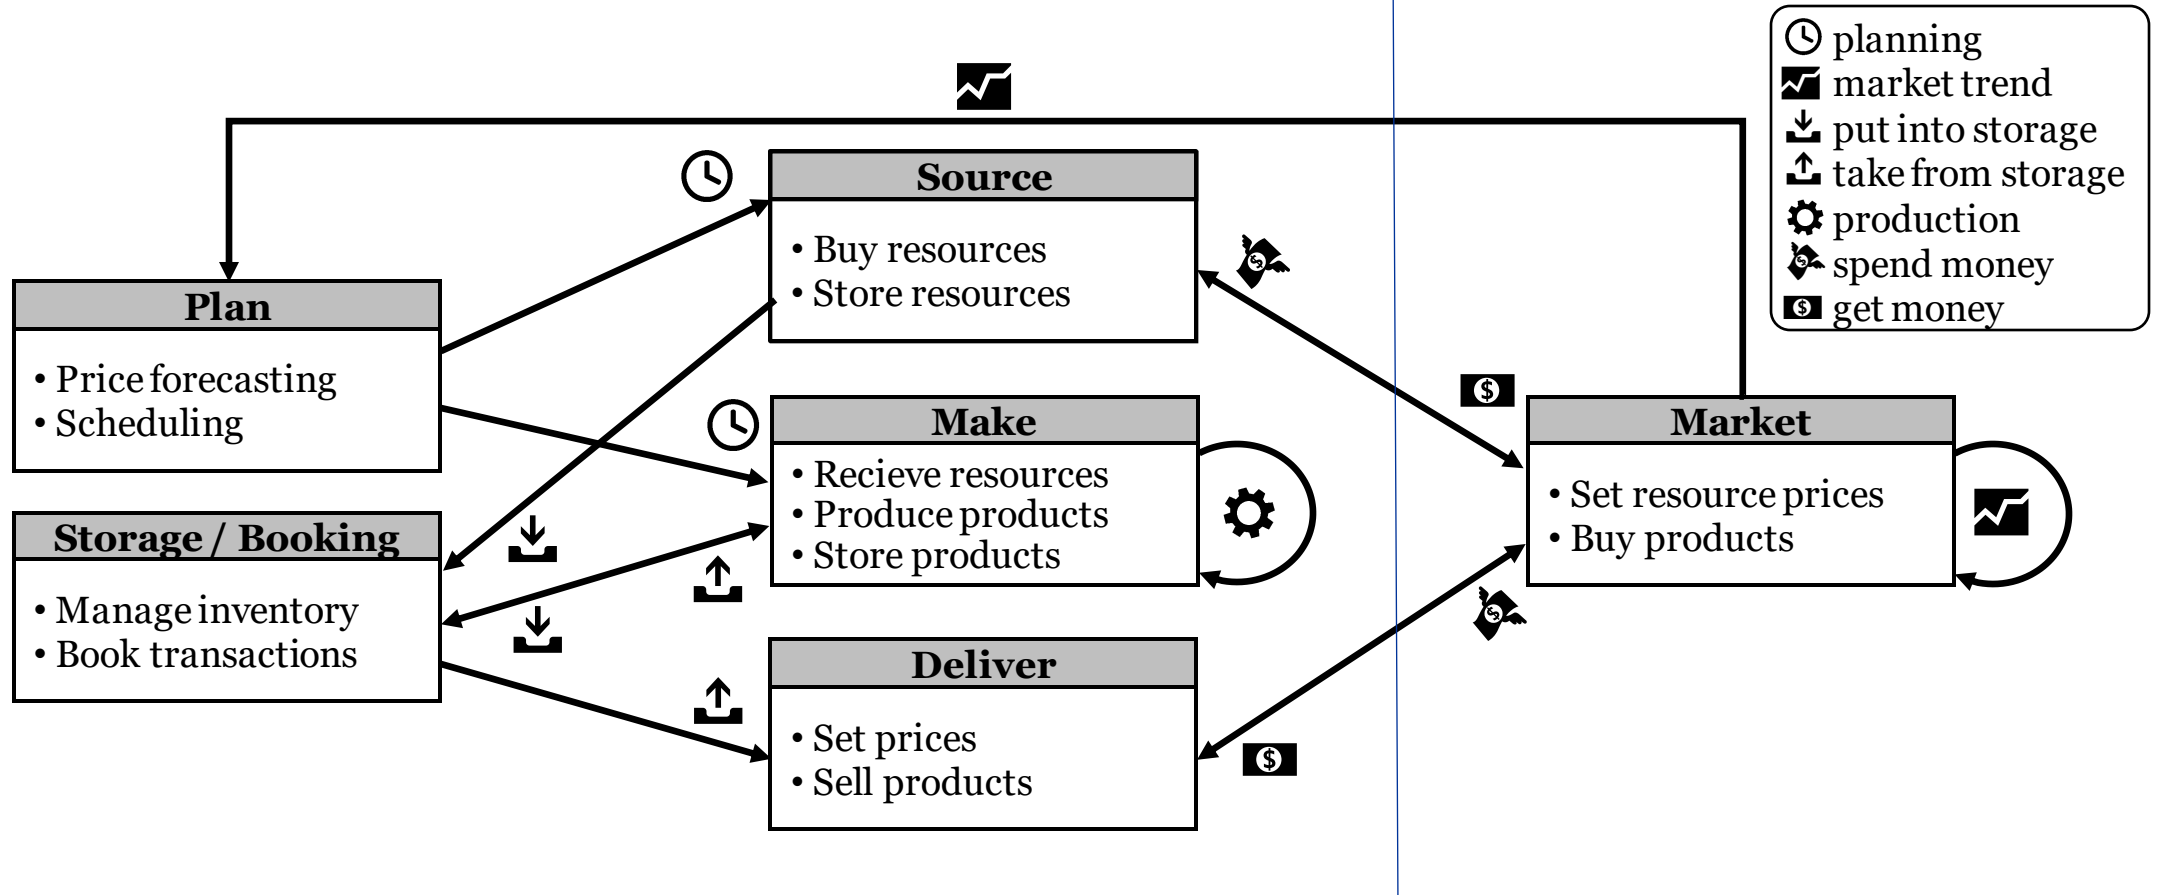 planning
market trend
put into storage
take from storage
production
spend money
get money
Source
• Buy resources
• Store resources
Plan
• Price forecasting
• Scheduling
Make
• Recieve resources
• Produce products
• Store products
Market
• Set resource prices
• Buy products
Storage / Booking
• Manage inventory
• Book transactions
Deliver
• Set prices
• Sell products